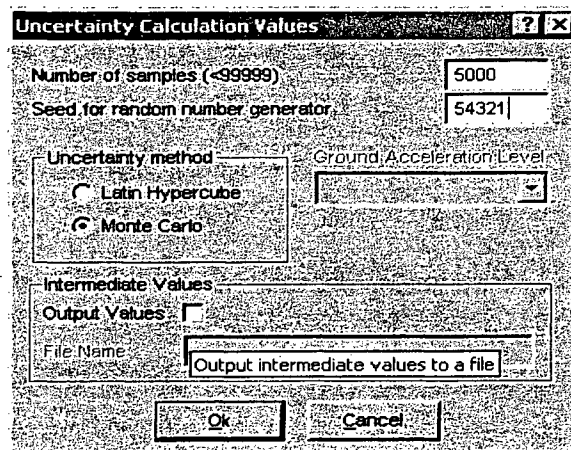 Uncertainty Calculation Values
Number of samples (<99999)
5000
Seed for random number generator
54321
Uncertainty method
Ground Acceleration Level
Latin Hypercube
Monte Carlo
Intermediate Values
Output Values
File Name
Output intermediate values to a file
Ok
Cancel